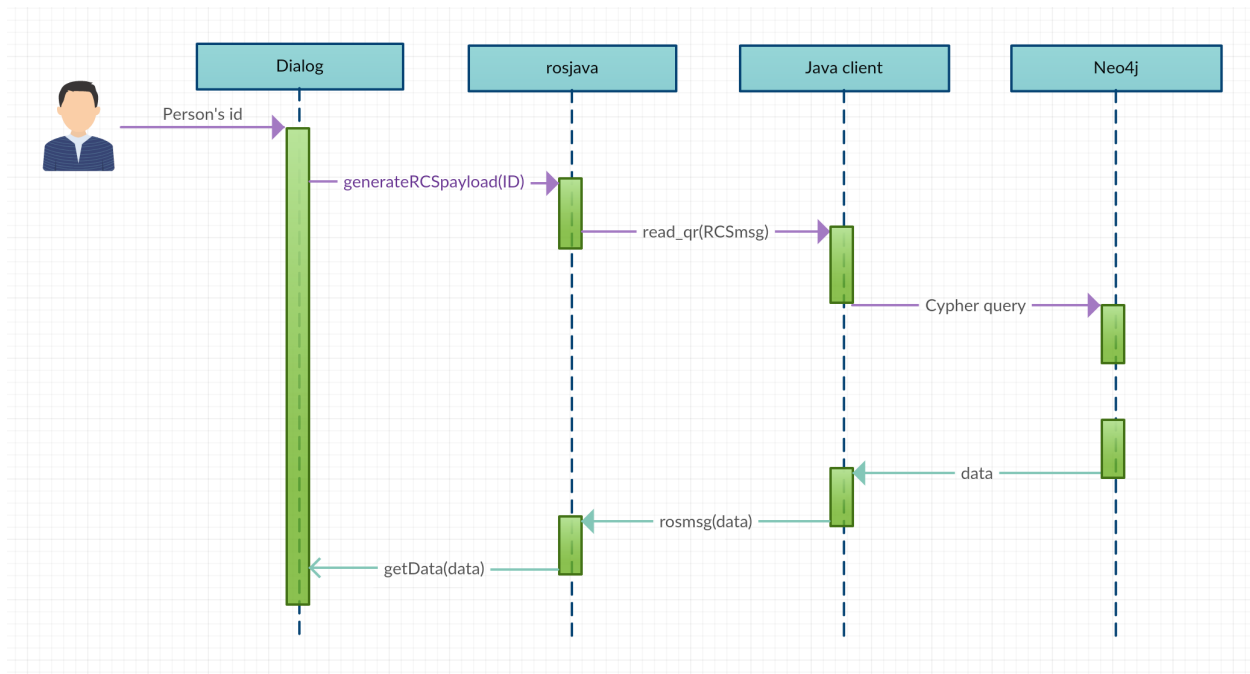 Dialog
rosjava
Java client
Neo4j
Person's id
generateRCSpayload(ID)
read_qr(RCSmsg)
Cypher query
data
rosmsg(data)
getData(data)